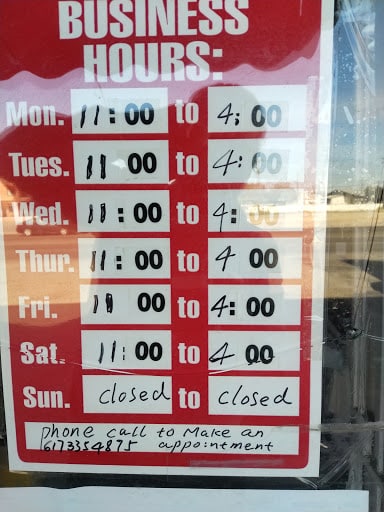 BUSINESS
HOURS:
Mon. 11:00 to 4:00
Tues. 11 00 to 4:00
Wed. 11:00 to 4:00
Thur. 11:00 to 4 00
Fri. 11 00 to 4:00
Sat. 11:00 to 4 00
Sun. closed to closed
phone call to Make an
6173354875 appointment